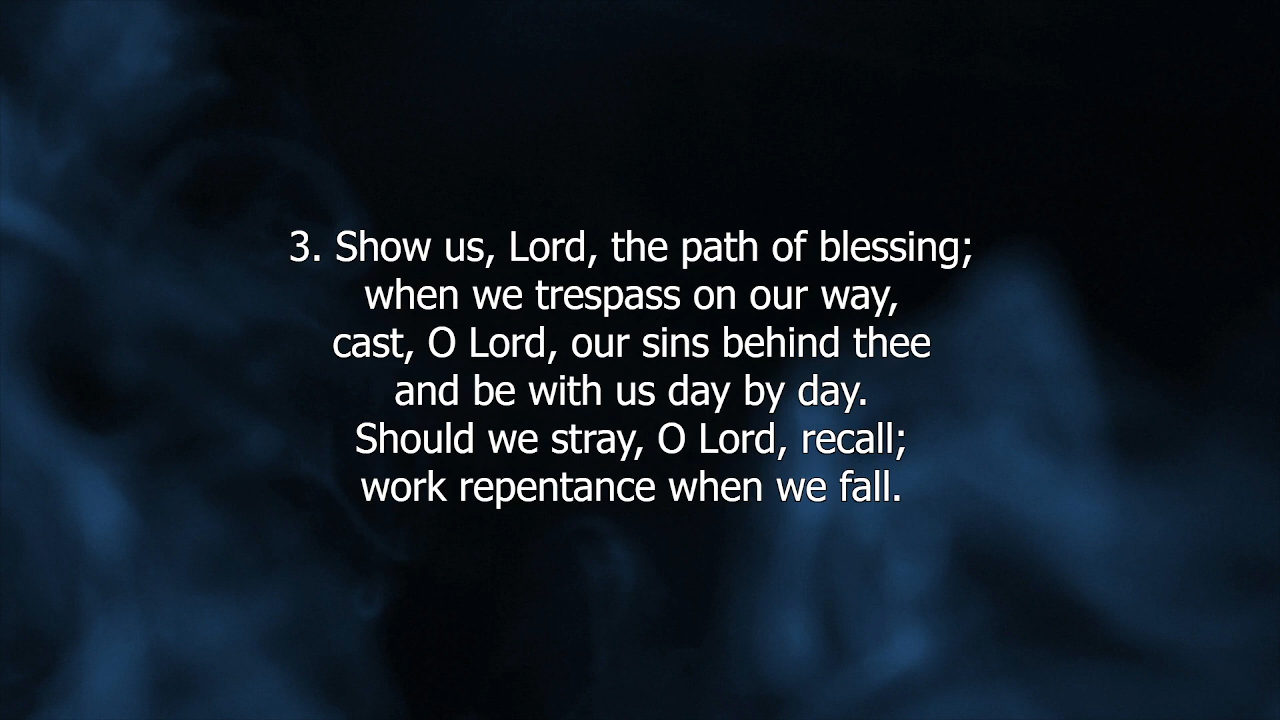 3. Show us, Lord, the path of blessing;
when we trespass on our way,
cast, O Lord, our sins behind thee
and be with us day by day.
Should we stray, O Lord, recall;
work repentance when we fall.